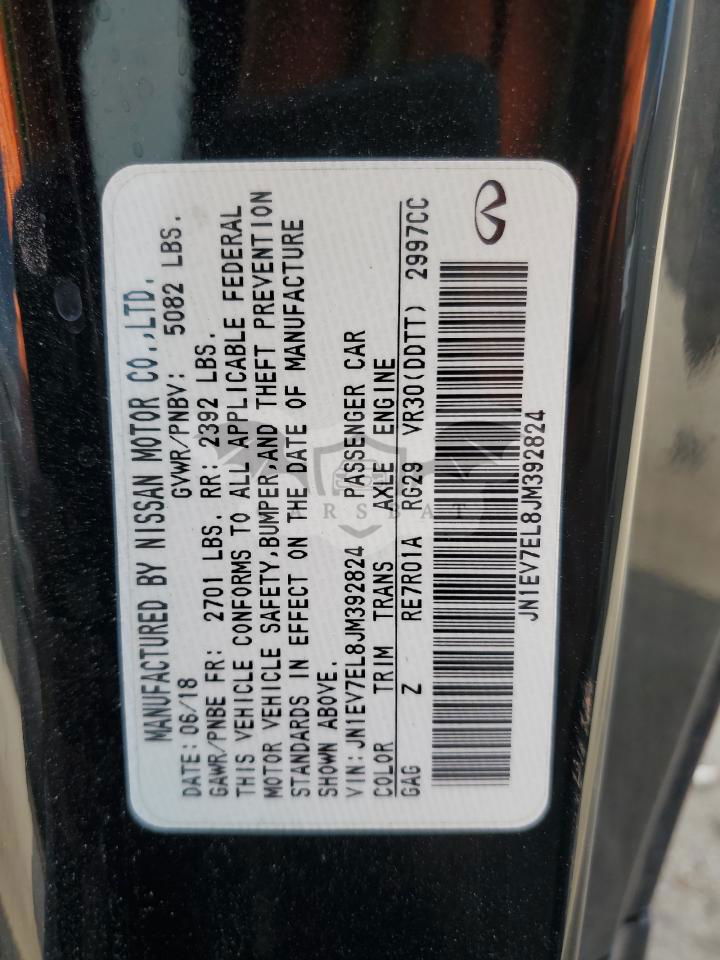 MANUFACTURED BY NISSAN MOTOR CO.,LTD.
DATE:06/18 GVWR/PNBV: 5082 LBS.
GAWR/PNBE FR: 2701 LBS. RR: 2392 LBS.
THIS VEHICLE CONFORMS TO ALL APPLICABLE FEDERAL
MOTOR VEHICLE SAFETY,BUMPER,AND THEFT PREVENTION
STANDARDS IN EFFECT ON THE DATE OF MANUFACTURE
SHOWN ABOVE.
VIN:JN1EV7EL8JM392824 PASSENGER CAR
COLOR TRIM TRANS AXLE ENGINE
GAG Z RE7R01A RG29 VR30(DDTT) 2997CC
JN1EV7EL8JM392824
CARSBAT